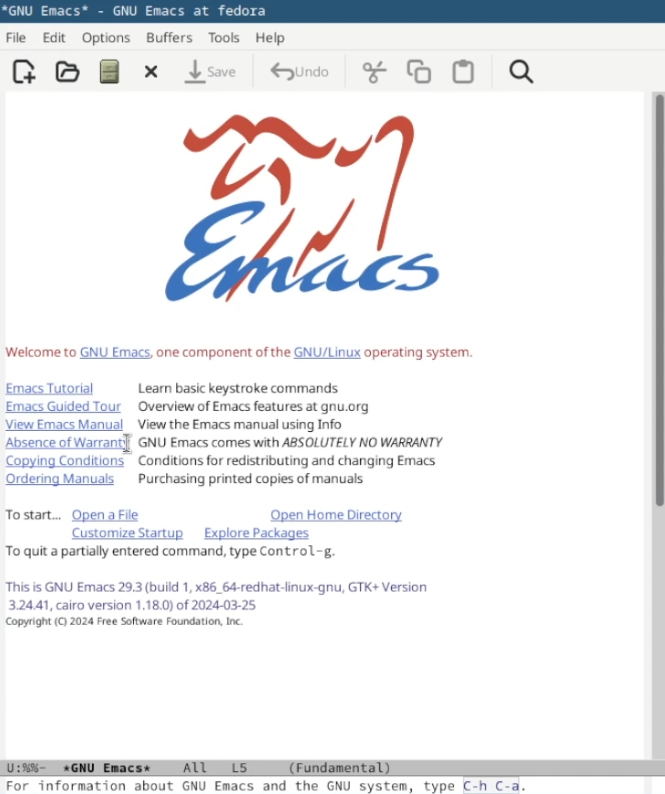 *GNU Emacs* - GNU Emacs at fedora
File Edit Options Buffers Tools Help
Save Undo
Emacs
Welcome to GNU Emacs, one component of the GNU/Linux operating system.
Emacs Tutorial Learn basic keystroke commands
Emacs Guided Tour Overview of Emacs features at gnu.org
View Emacs Manual View the Emacs manual using Info
Absence of Warranty GNU Emacs comes with ABSOLUTELY NO WARRANTY
Copying Conditions Conditions for redistributing and changing Emacs
Ordering Manuals Purchasing printed copies of manuals
To start... Open a File Open Home Directory
Customize Startup Explore Packages
To quit a partially entered command, type Control-g.
This is GNU Emacs 29.3 (build 1, x86_64-redhat-linux-gnu, GTK+ Version
3.24.41, cairo version 1.18.0) of 2024-03-25
Copyright (C) 2024 Free Software Foundation, Inc.
U:%%- *GNU Emacs* All L5 (Fundamental)
For information about GNU Emacs and the GNU system, type C-h C-a.